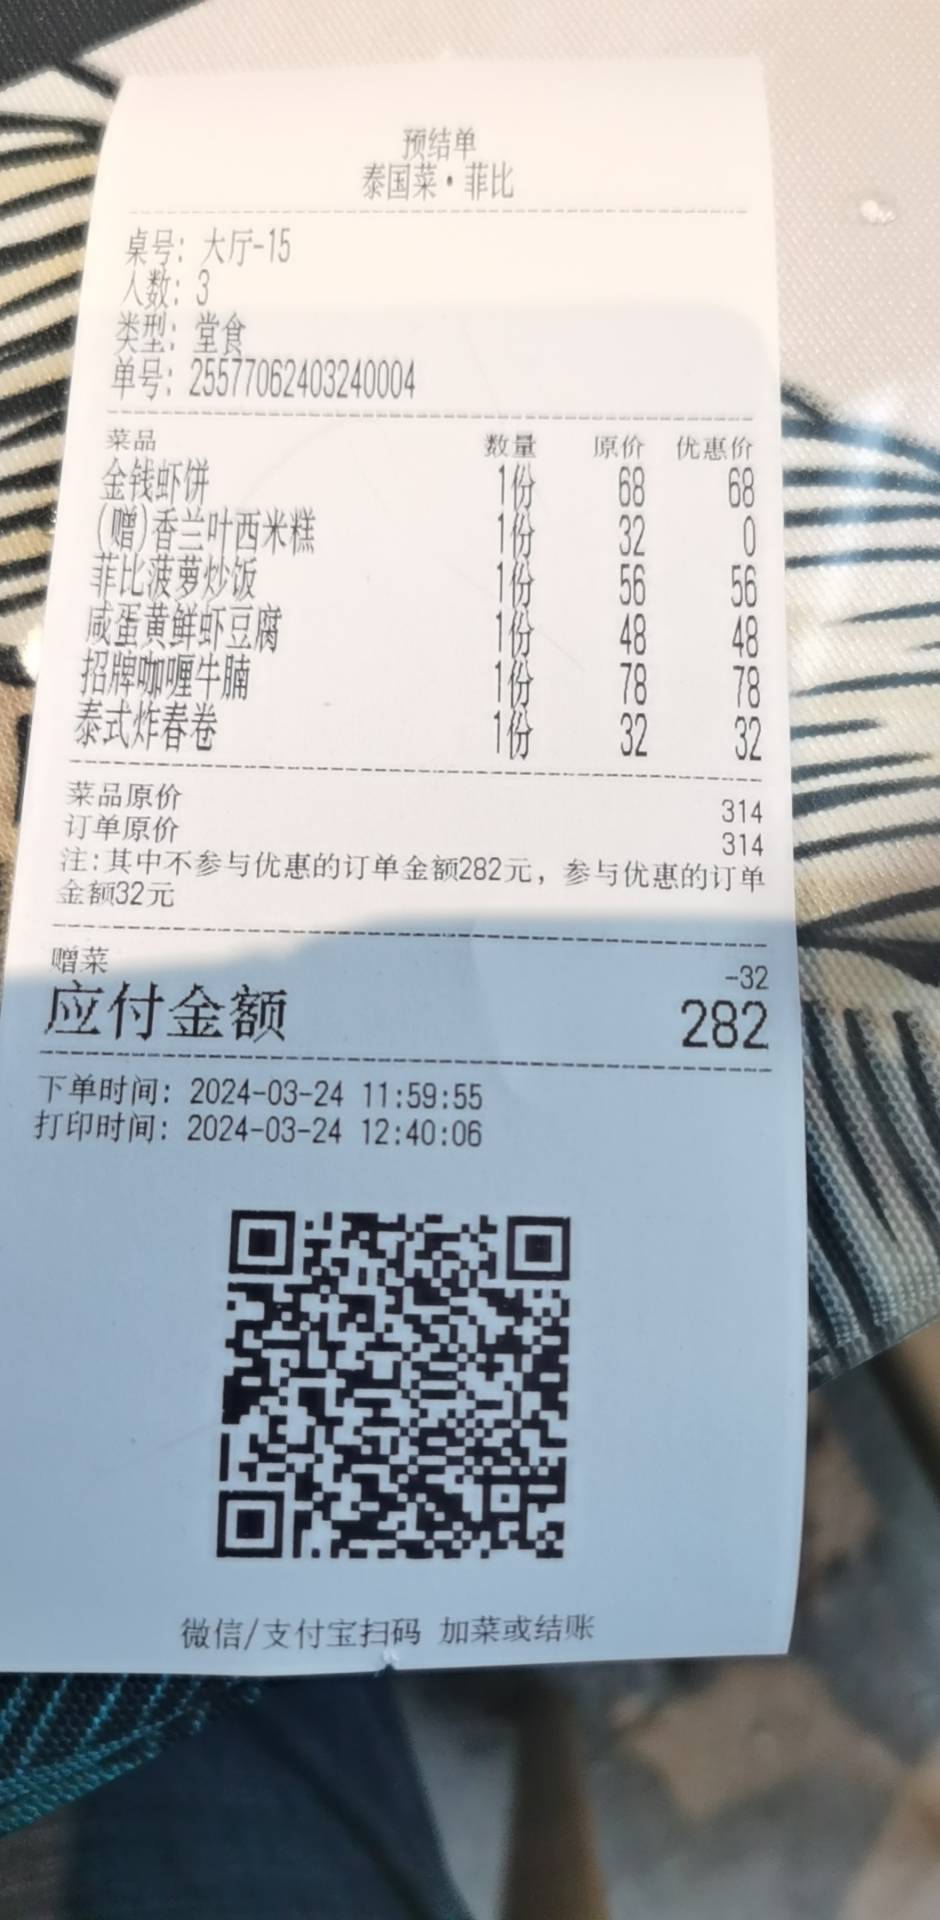 预结单
泰国菜·菲比
桌号: 大厅-15
人数: 3
类型: 堂食
单号: 25577062403240004
菜品 数量 原价 优惠价
金钱虾饼 1份 68 68
(赠)香兰叶西米糕 1份 32 0
菲比菠萝炒饭 1份 56 56
咸蛋黄鲜虾豆腐 1份 48 48
招牌咖喱牛腩 1份 78 78
泰式炸春卷 1份 32 32
菜品原价 314
订单原价 314
注:其中不参与优惠的订单金额282元，参与优惠的订单
金额32元
赠菜 -32
应付金额 282
下单时间: 2024-03-24 11:59:55
打印时间: 2024-03-24 12:40:06
微信/支付宝扫码 加菜或结账